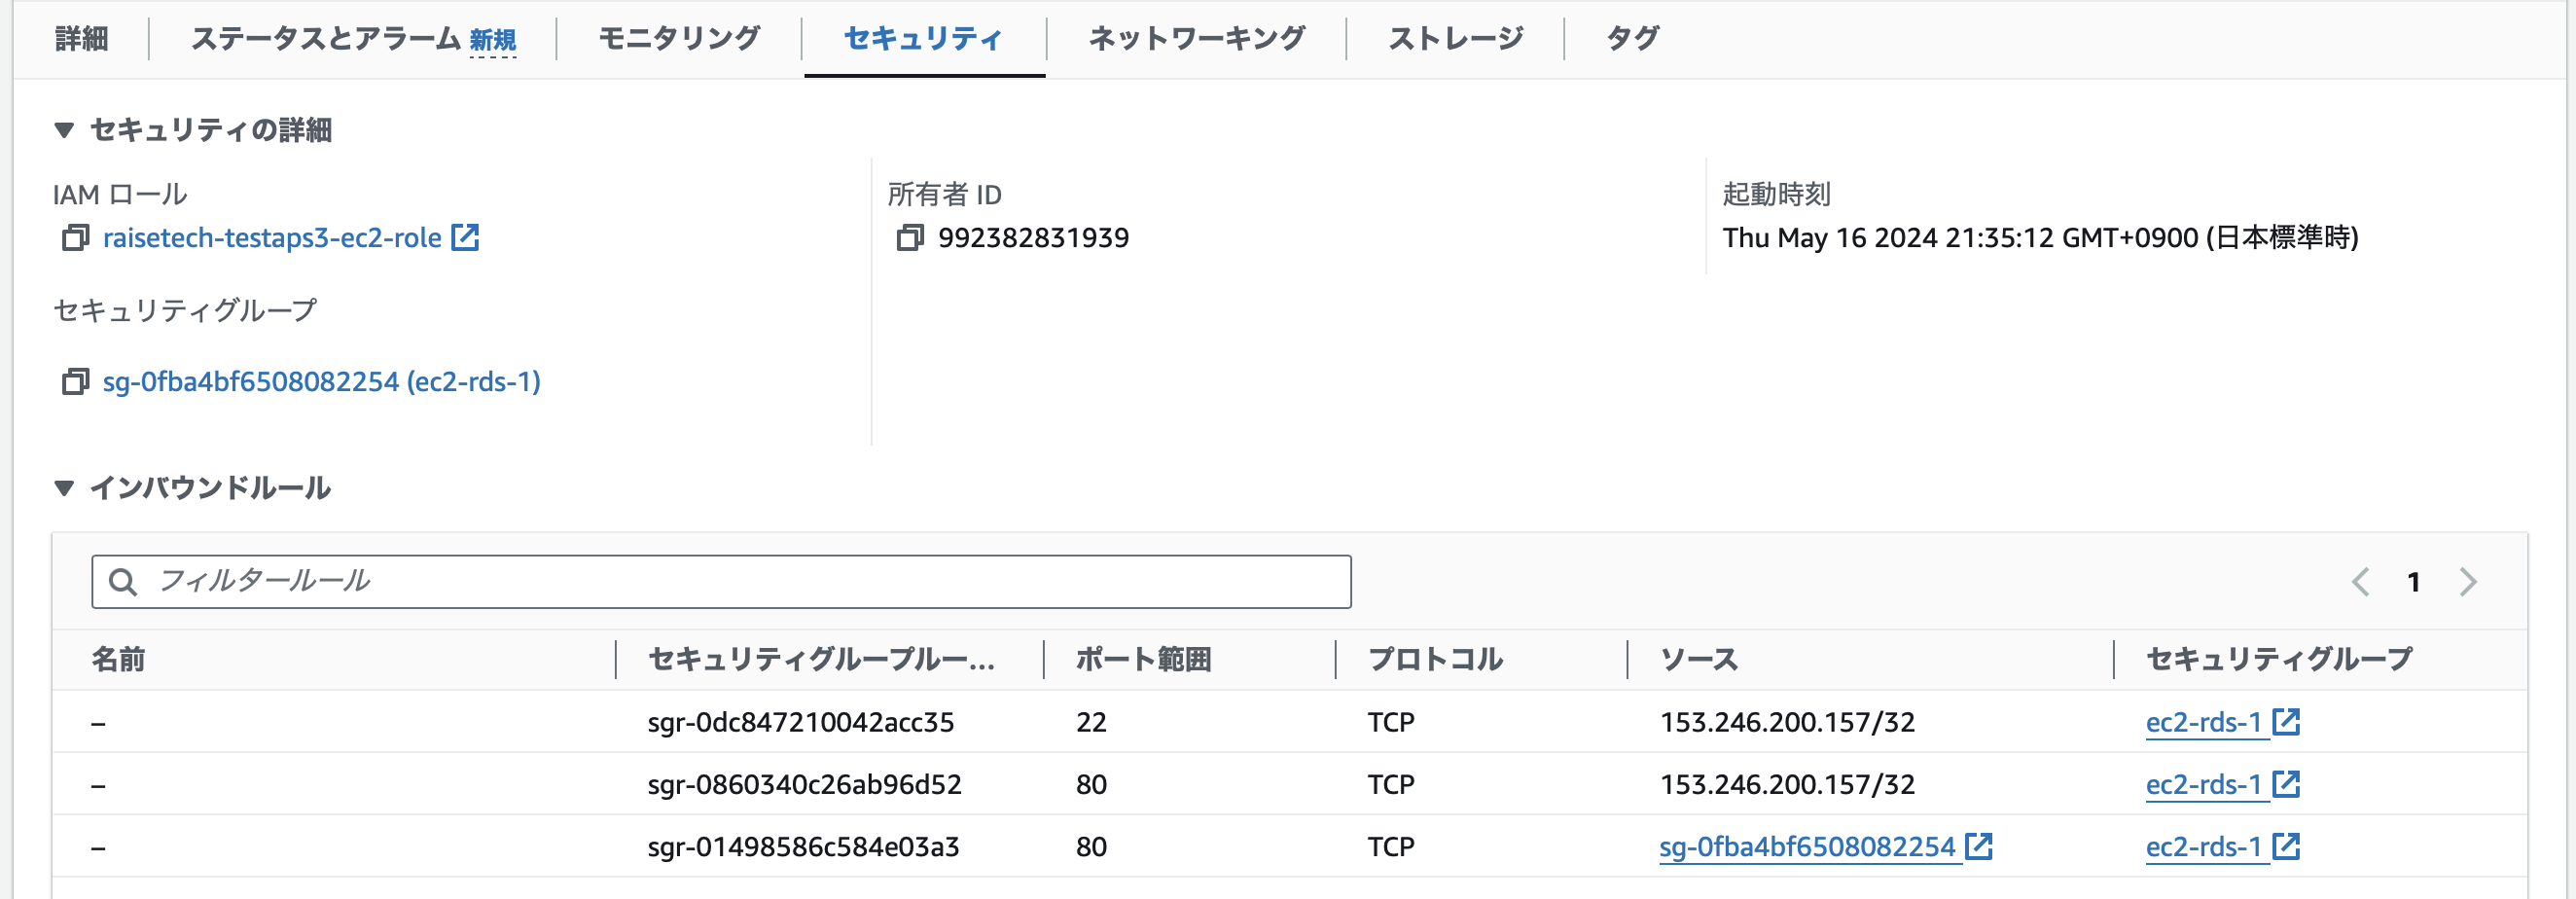 詳細 ステータスとアラーム 新規 モニタリング セキュリティ ネットワーキング ストレージ タグ
▼ セキュリティの詳細
IAM ロール
raisetech-testaps3-ec2-role
所有者 ID
992382831939
起動時刻
Thu May 16 2024 21:35:12 GMT+0900 (日本標準時)
セキュリティグループ
sg-0fba4bf6508082254 (ec2-rds-1)
▼ インバウンドルール
フィルタールール
1
名前 セキュリティグループルー... ポート範囲 プロトコル ソース セキュリティグループ
– sgr-0dc847210042acc35 22 TCP 153.246.200.157/32 ec2-rds-1
– sgr-0860340c26ab96d52 80 TCP 153.246.200.157/32 ec2-rds-1
– sgr-01498586c584e03a3 80 TCP sg-0fba4bf6508082254 ec2-rds-1